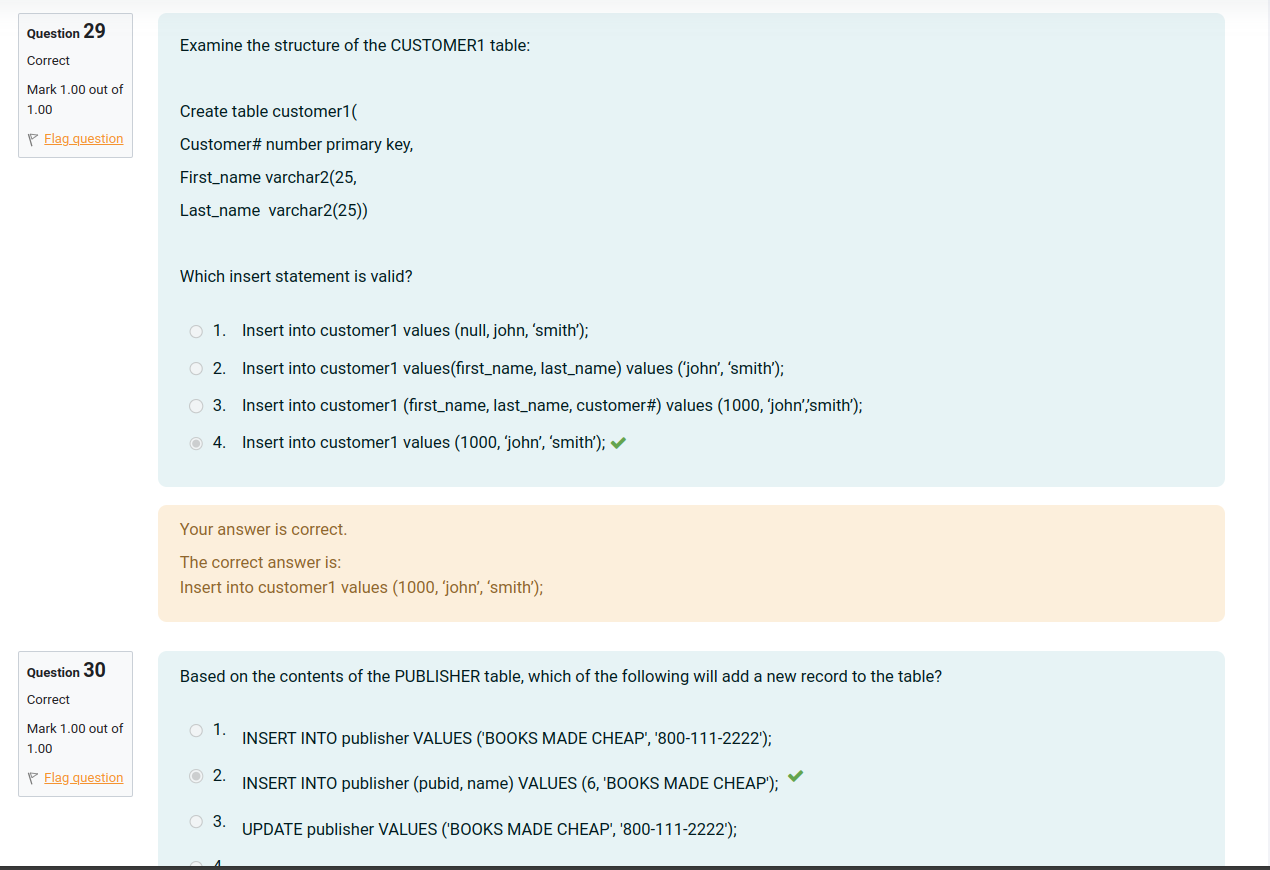 Question 29
Correct
Mark 1.00 out of
1.00
Flag question
Examine the structure of the CUSTOMER1 table:
Create table customer1(
Customer# number primary key,
First_name varchar2(25,
Last_name  varchar2(25))
Which insert statement is valid?
1. Insert into customer1 values (null, john, ‘smith’);
2. Insert into customer1 values(first_name, last_name) values (‘john’, ‘smith’);
3. Insert into customer1 (first_name, last_name, customer#) values (1000, ‘john’,’smith’);
4. Insert into customer1 values (1000, ‘john’, ‘smith’);
Your answer is correct.
The correct answer is:
Insert into customer1 values (1000, ‘john’, ‘smith’);
Question 30
Correct
Mark 1.00 out of
1.00
Flag question
Based on the contents of the PUBLISHER table, which of the following will add a new record to the table?
1. INSERT INTO publisher VALUES ('BOOKS MADE CHEAP', '800-111-2222');
2. INSERT INTO publisher (pubid, name) VALUES (6, 'BOOKS MADE CHEAP');
3. UPDATE publisher VALUES ('BOOKS MADE CHEAP', '800-111-2222');
4.